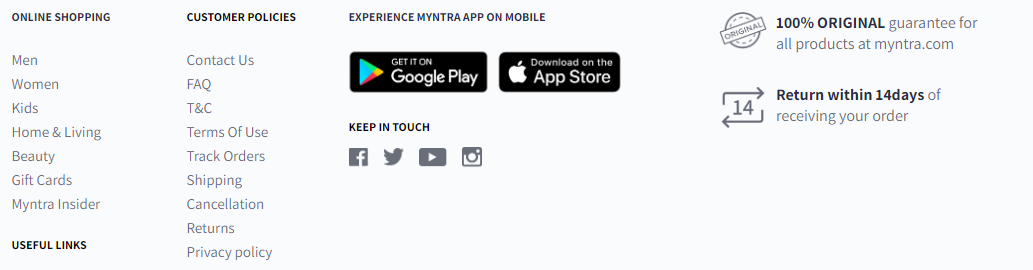 ONLINE SHOPPING
Men
Women
Kids
Home & Living
Beauty
Gift Cards
Myntra Insider
USEFUL LINKS
CUSTOMER POLICIES
Contact Us
FAQ
T&C
Terms Of Use
Track Orders
Shipping
Cancellation
Returns
Privacy policy
EXPERIENCE MYNTRA APP ON MOBILE
GET IT ON
Google Play
Download on the
App Store
KEEP IN TOUCH
ORIGINAL
100% ORIGINAL guarantee for
all products at myntra.com
14
Return within 14days of
receiving your order